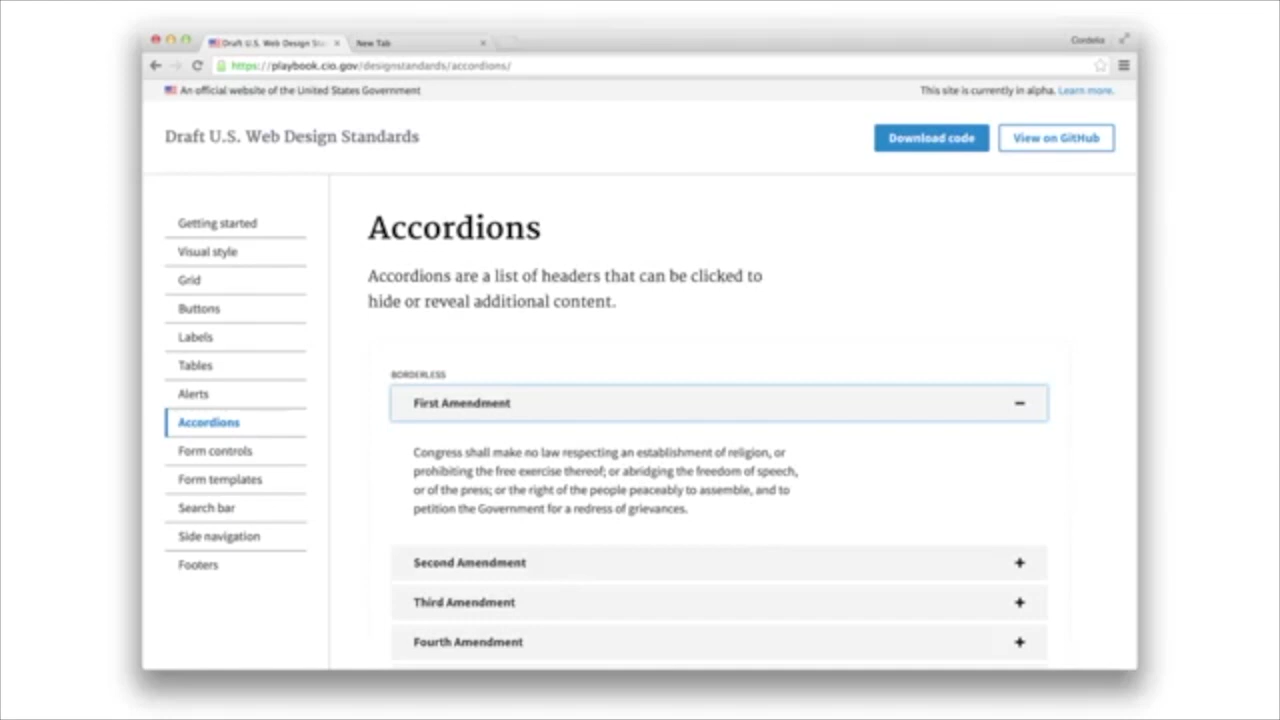 Draft U.S. Web Design Sta
New Tab
Cordelia
https://playbook.cio.gov/designstandards/accordions/
An official website of the United States Government
This site is currently in alpha. Learn more.
Draft U.S. Web Design Standards
Download code
View on GitHub
Getting started
Visual style
Grid
Buttons
Labels
Tables
Alerts
Accordions
Form controls
Form templates
Search bar
Side navigation
Footers
Accordions
Accordions are a list of headers that can be clicked to
hide or reveal additional content.
BORDERLESS
First Amendment
Congress shall make no law respecting an establishment of religion, or
prohibiting the free exercise thereof; or abridging the freedom of speech,
or of the press; or the right of the people peaceably to assemble, and to
petition the Government for a redress of grievances.
Second Amendment
Third Amendment
Fourth Amendment